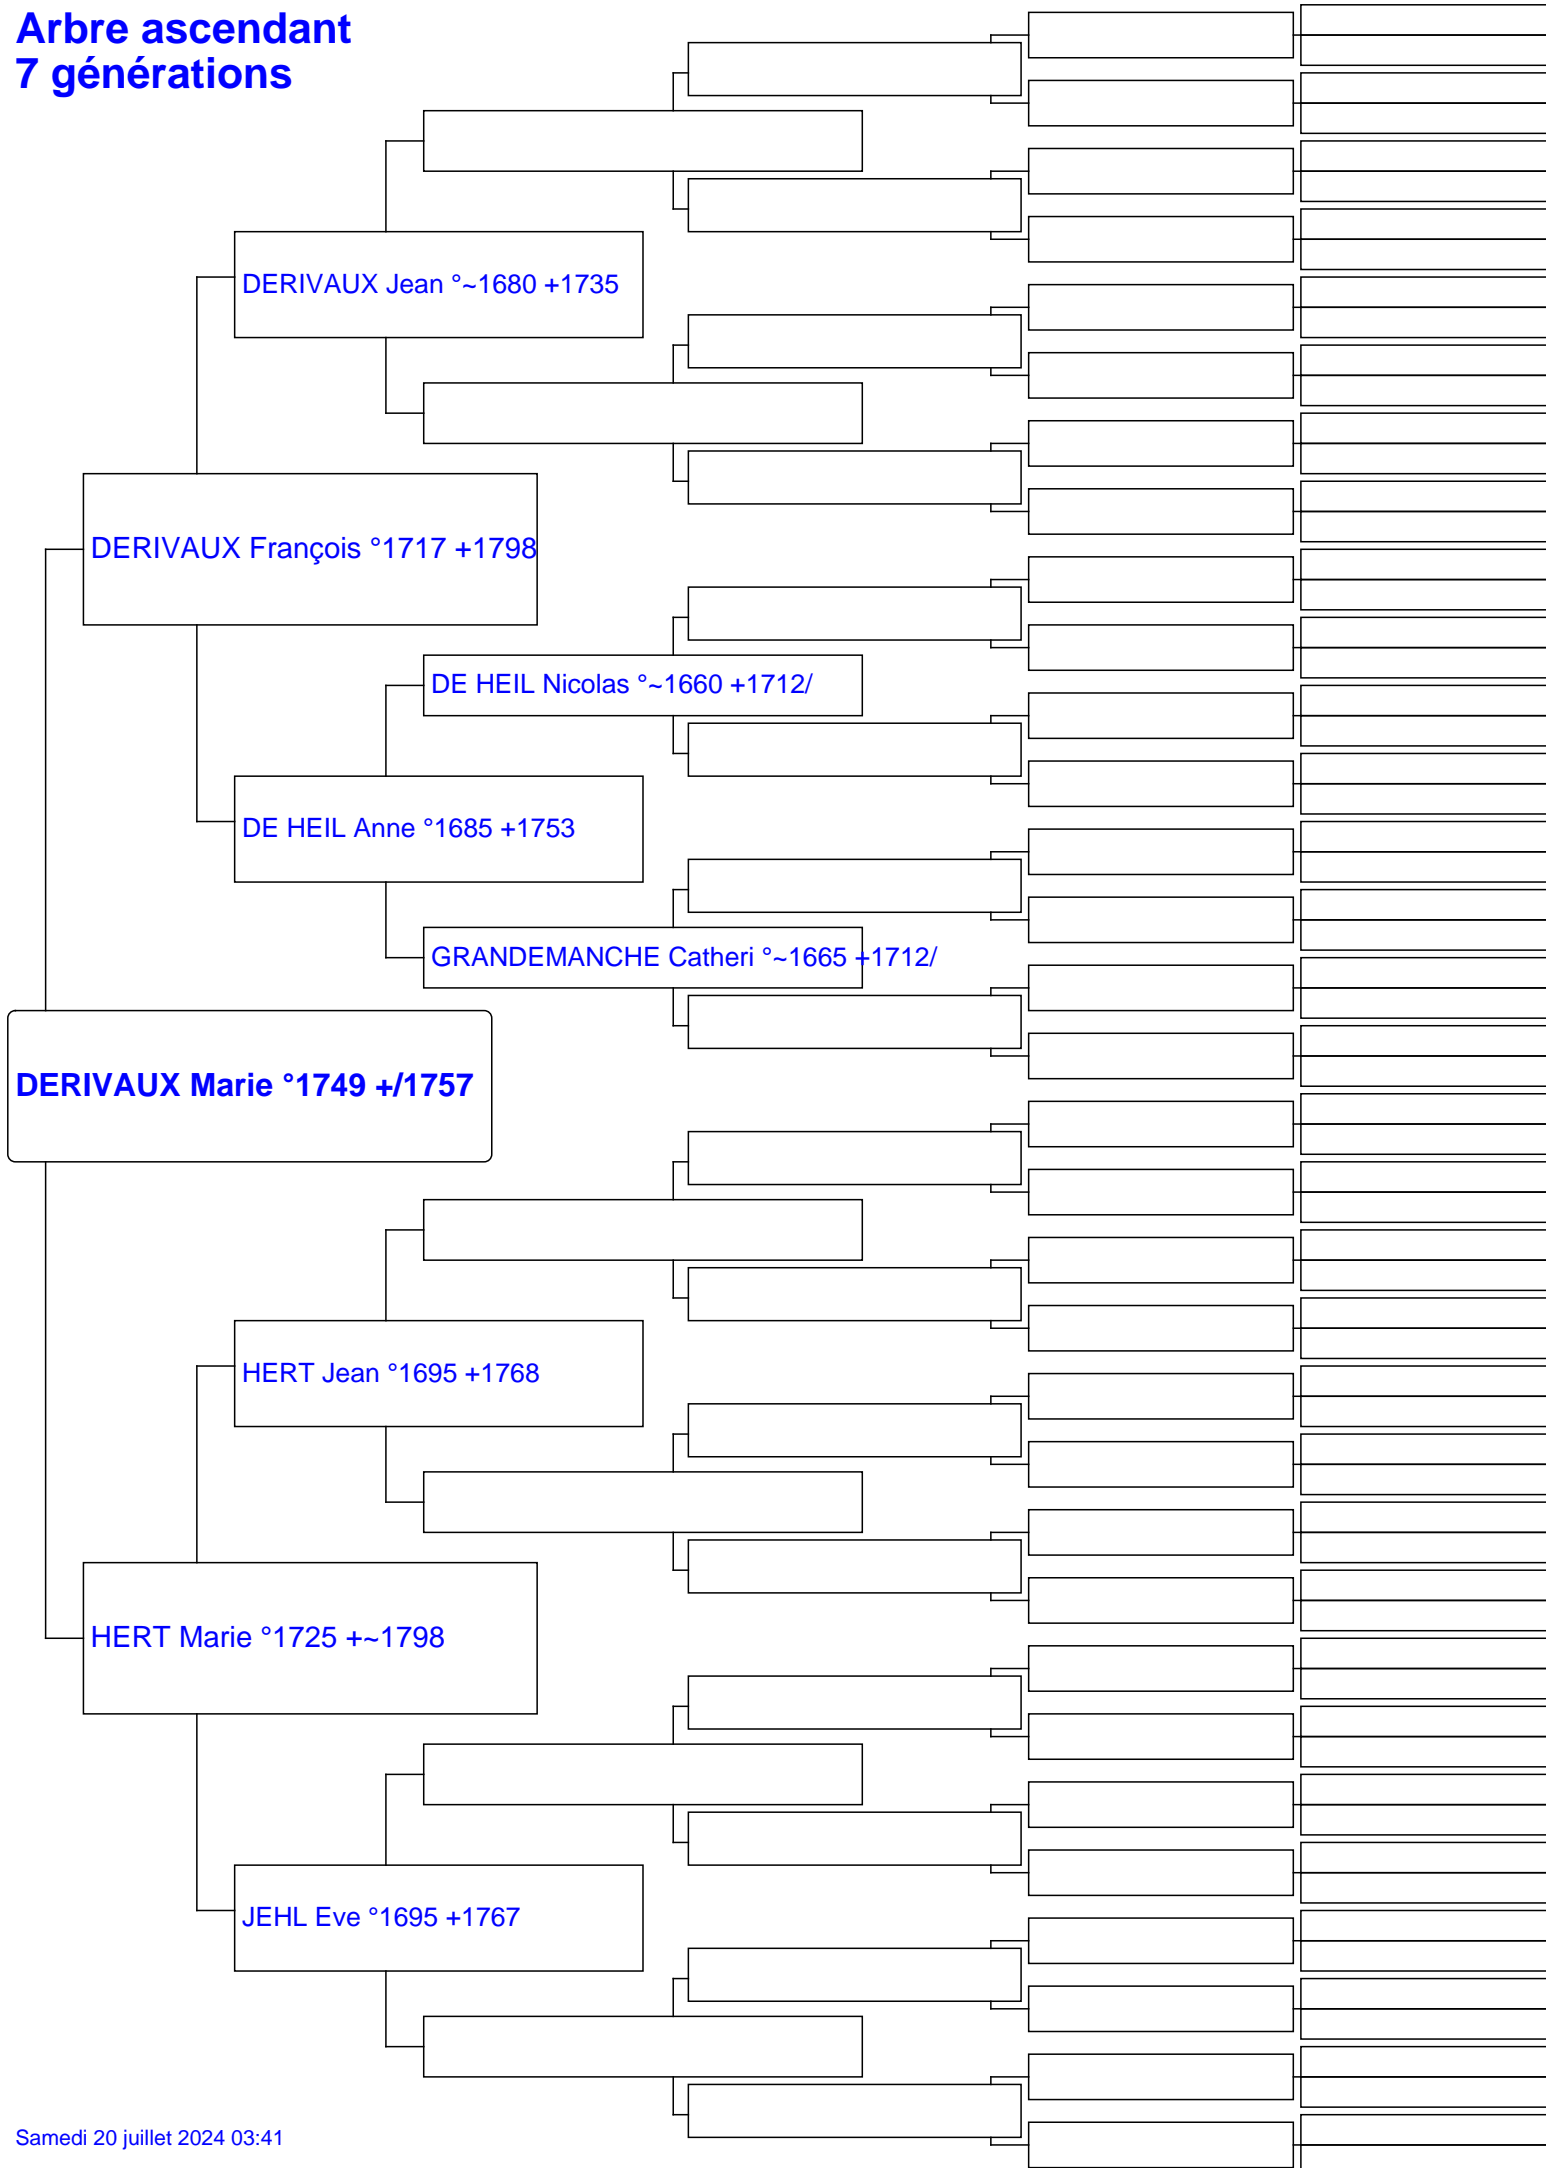 Arbre ascendant
7 générations
DERIVAUX Jean °~1680 +1735
DERIVAUX François °1717 +1798
DE HEIL Nicolas °~1660 +1712/
DE HEIL Anne °1685 +1753
GRANDEMANCHE Catheri °~1665 +1712/
DERIVAUX Marie °1749 +/1757
HERT Jean °1695 +1768
HERT Marie °1725 +~1798
JEHL Eve °1695 +1767
Samedi 20 juillet 2024 03:41